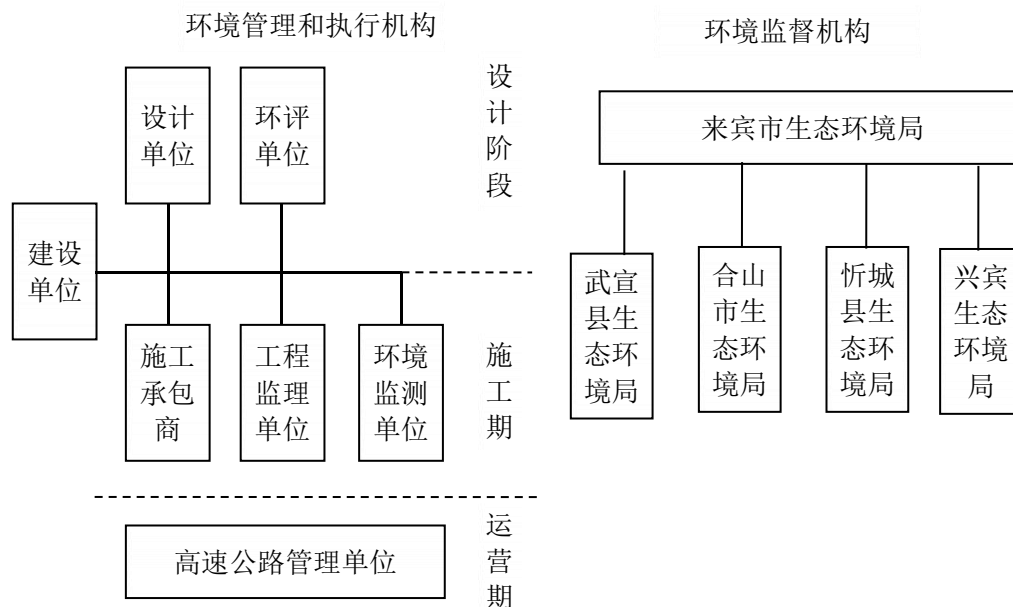 环境管理和执行机构
环境监督机构
设计
单位
环评
单位
设
计
阶
段
来宾市生态环境局
建设
单位
武宣
县生
态环
境局
合山
市生
态环
境局
忻城
县生
态环
境局
兴宾
生态
环境
局
施工
承包
商
工程
监理
单位
环境
监测
单位
施
工
期
高速公路管理单位
运
营
期